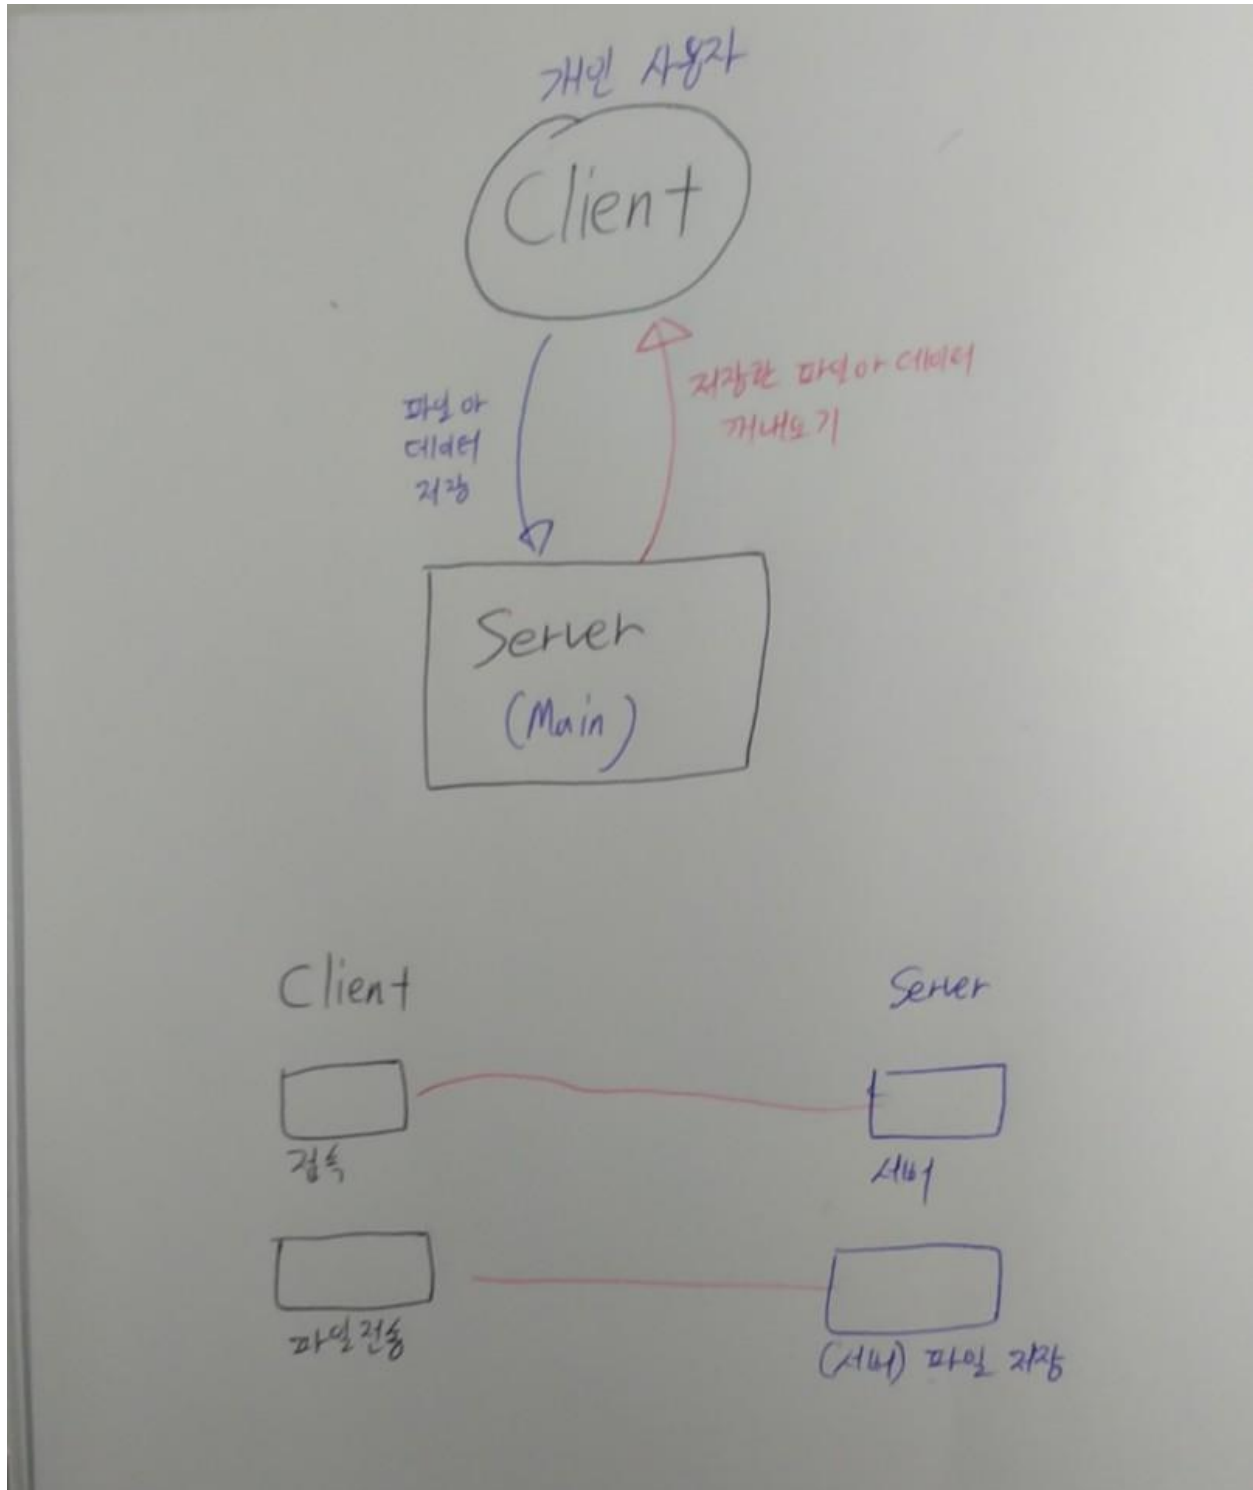 개인 사용자
Client
파일 아
데이터
저장
저장한 파일 아 데이터
꺼내오기
Server
(Main)
Client
Server
접속
서버
파일전송
(서버) 파일 저장